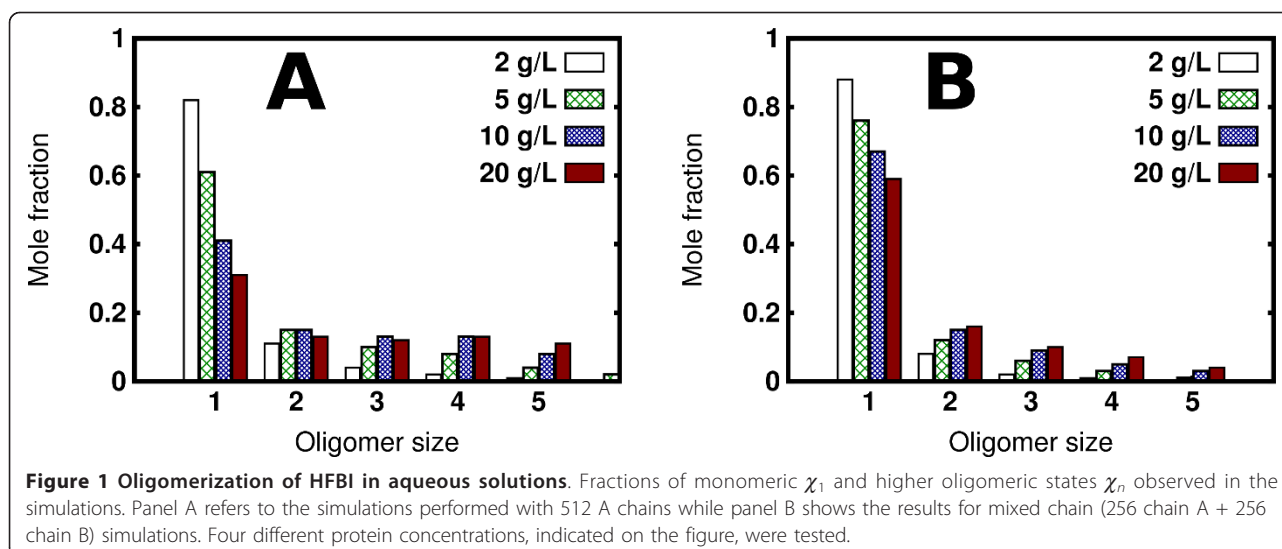 1
0.8
0.6
0.4
0.2
0
Mole fraction
A
2 g/L
5 g/L
10 g/L
20 g/L
1 2 3 4 5
Oligomer size
1
0.8
0.6
0.4
0.2
0
Mole fraction
B
2 g/L
5 g/L
10 g/L
20 g/L
1 2 3 4 5
Oligomer size
Figure 1 Oligomerization of HFBI in aqueous solutions. Fractions of monomeric χ₁ and higher oligomeric states χₙ observed in the
simulations. Panel A refers to the simulations performed with 512 A chains while panel B shows the results for mixed chain (256 chain A + 256
chain B) simulations. Four different protein concentrations, indicated on the figure, were tested.